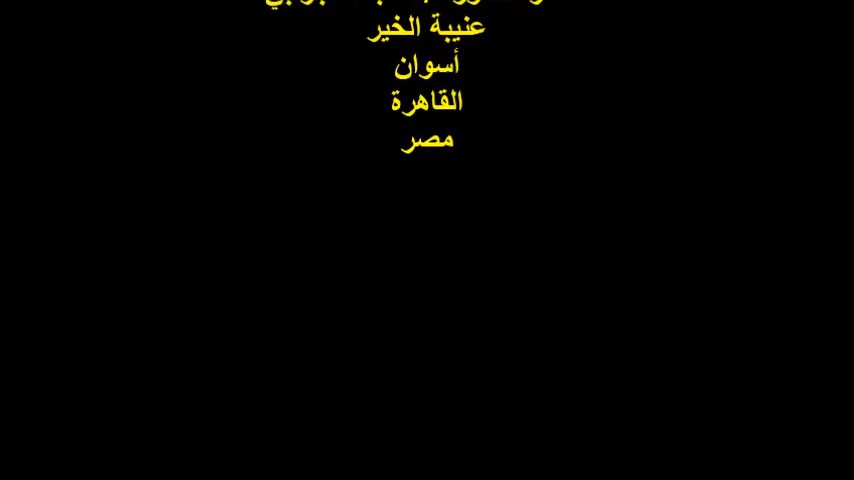 عنيبة الخير
أسوان
القاهرة
مصر